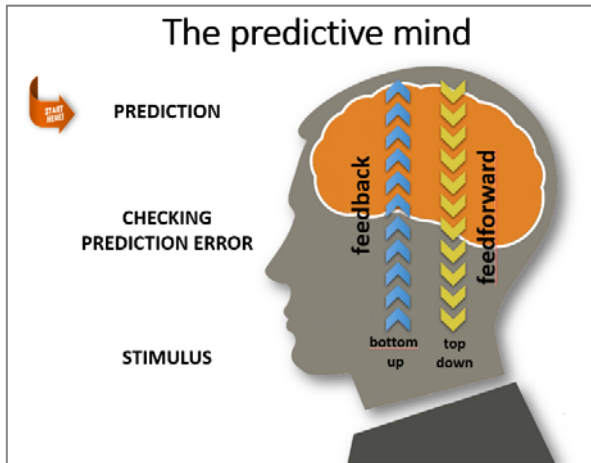 The predictive mind
START
HERE!
PREDICTION
CHECKING
PREDICTION ERROR
STIMULUS
feedback
feedforward
bottom
up
top
down